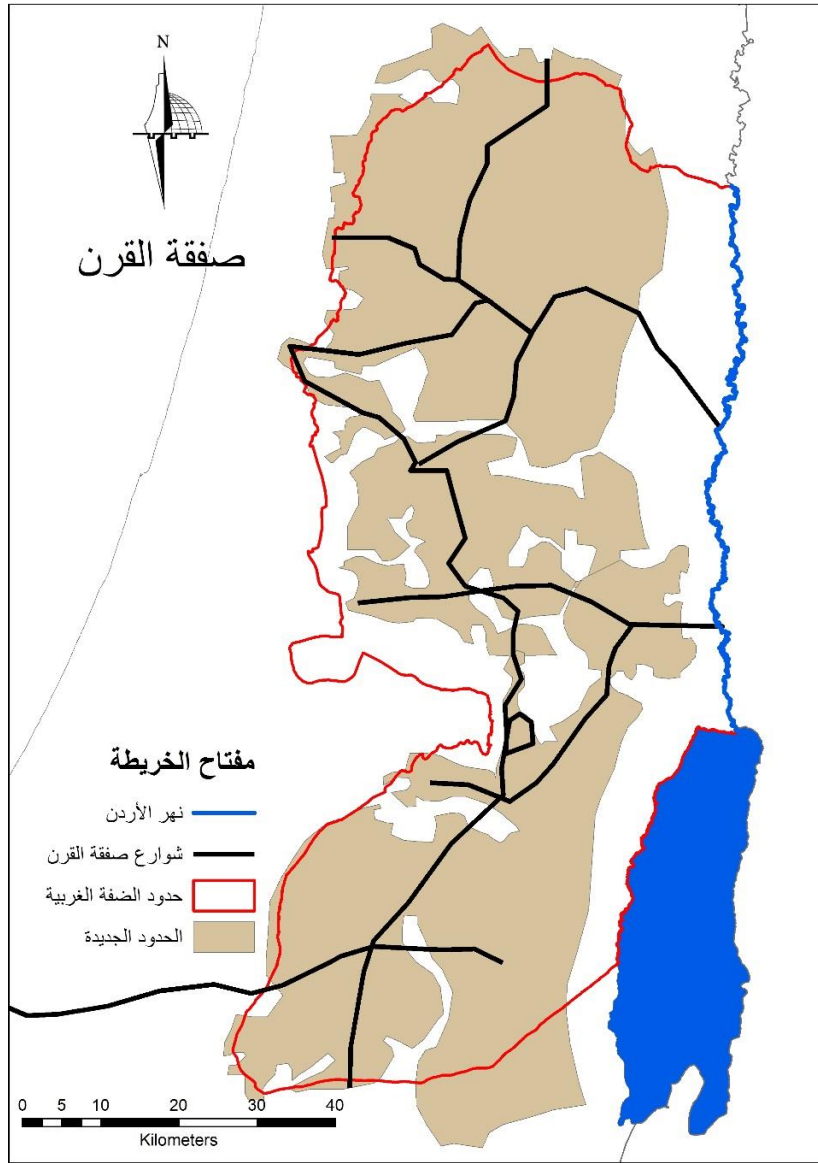 N
صفقة القرن
مفتاح الخريطة
نهر الأردن
شوارع صفقة القرن
حدود الضفة الغربية
الحدود الجديدة
0 5 10 20 30 40
Kilometers